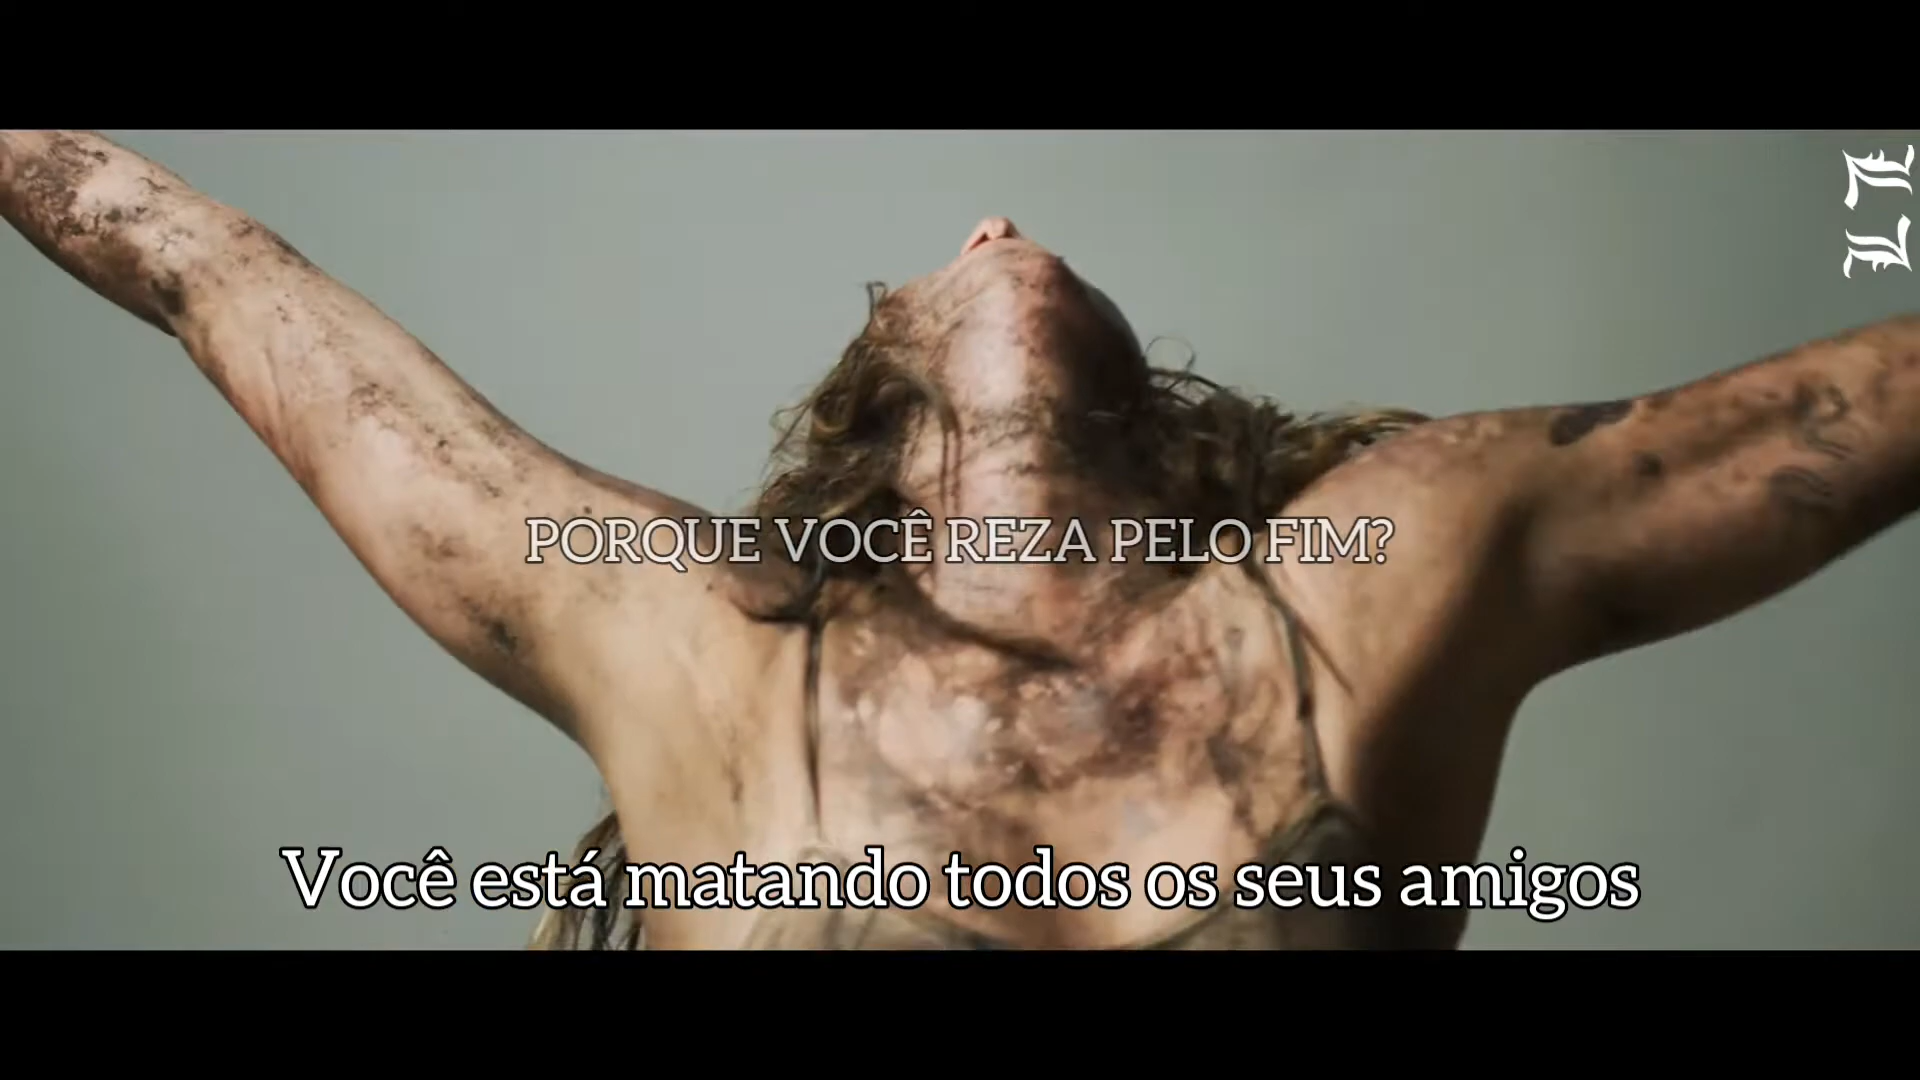 L L
PORQUE VOCÊ REZA PELO FIM?
Você está matando todos os seus amigos